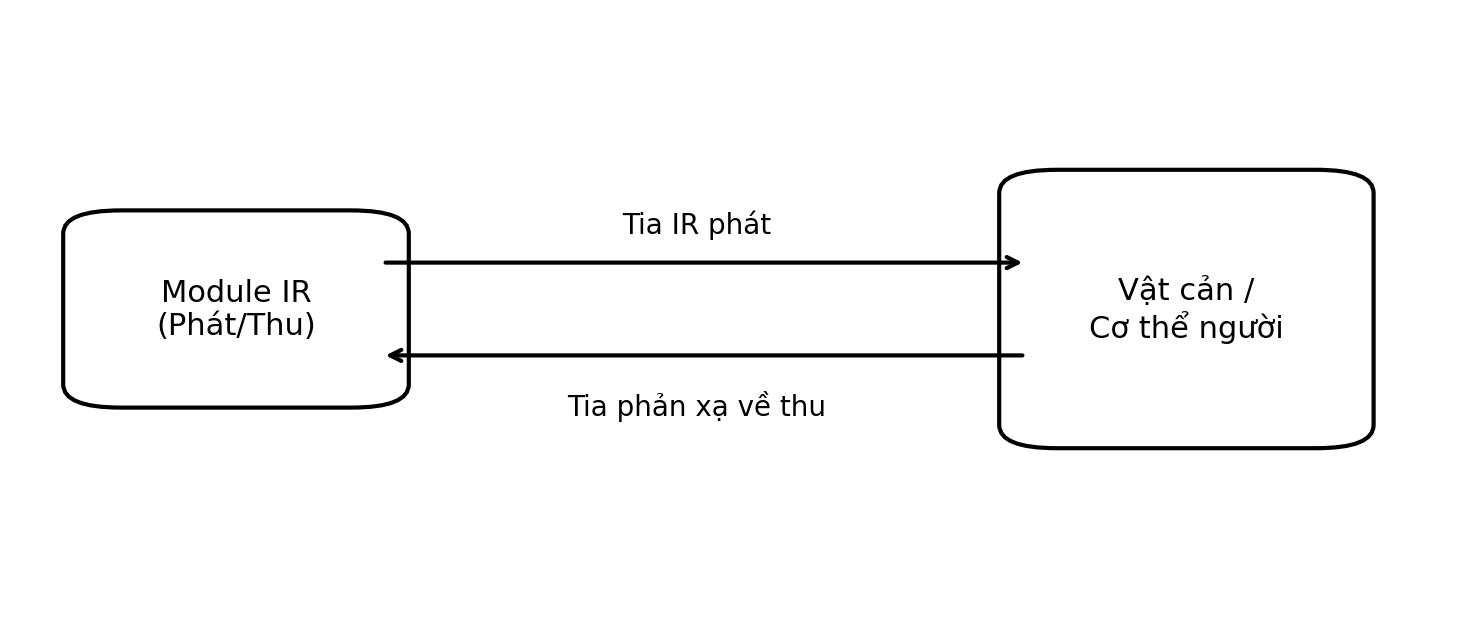 Tia IR phát
Module IR
(Phát/Thu)
Vật cản /
Cơ thể người
Tia phản xạ về thu